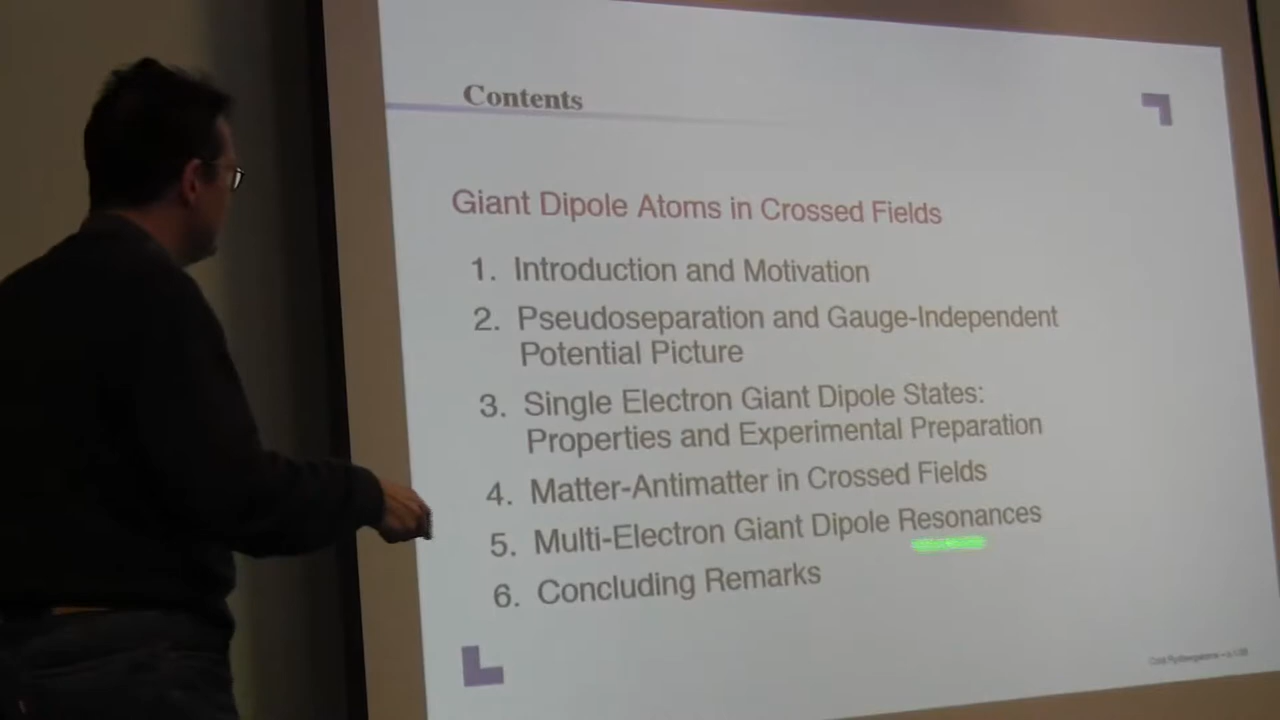 Contents
Giant Dipole Atoms in Crossed Fields
1. Introduction and Motivation
2. Pseudoseparation and Gauge-Independent
Potential Picture
3. Single Electron Giant Dipole States:
Properties and Experimental Preparation
4. Matter-Antimatter in Crossed Fields
5. Multi-Electron Giant Dipole Resonances
6. Concluding Remarks